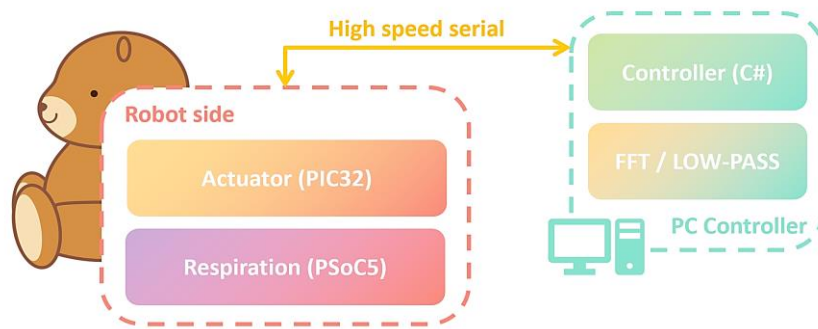 High speed serial
Robot side
Actuator (PIC32)
Respiration (PSoC5)
Controller (C#)
FFT / LOW-PASS
PC Controller